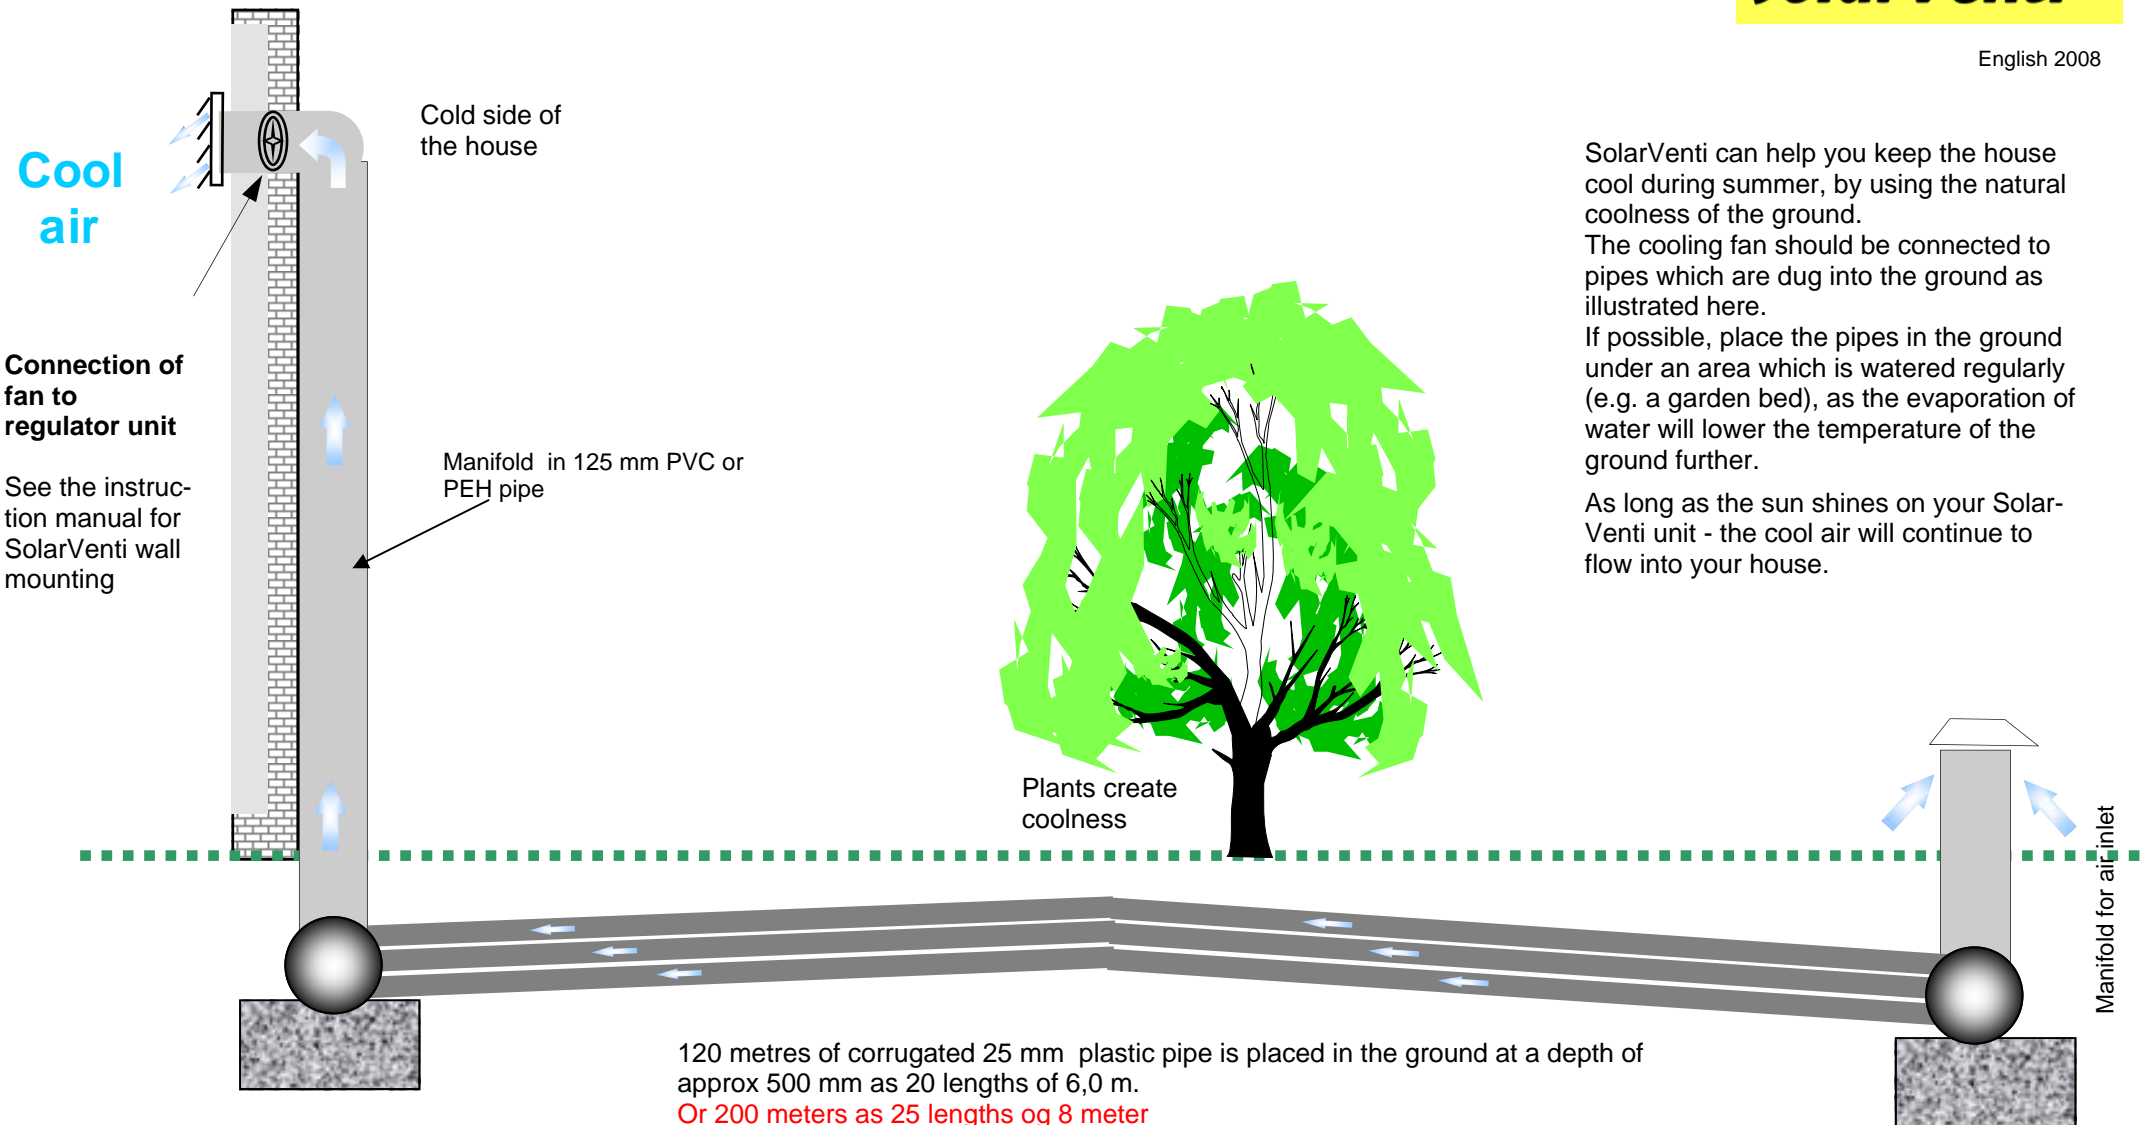 English 2008
Cold side of
the house
Cool
air
SolarVenti can help you keep the house
cool during summer, by using the natural
coolness of the ground.
The cooling fan should be connected to
pipes which are dug into the ground as
illustrated here.
If possible, place the pipes in the ground
under an area which is watered regularly
(e.g. a garden bed), as the evaporation of
water will lower the temperature of the
ground further.
As long as the sun shines on your Solar-
Venti unit - the cool air will continue to
flow into your house.
Connection of
fan to
regulator unit
See the instruc-
tion manual for
SolarVenti wall
mounting
Manifold in 125 mm PVC or
PEH pipe
Plants create
coolness
Manifold for air inlet
120 metres of corrugated 25 mm plastic pipe is placed in the ground at a depth of
approx 500 mm as 20 lengths of 6,0 m.
Or 200 meters as 25 lengths og 8 meter